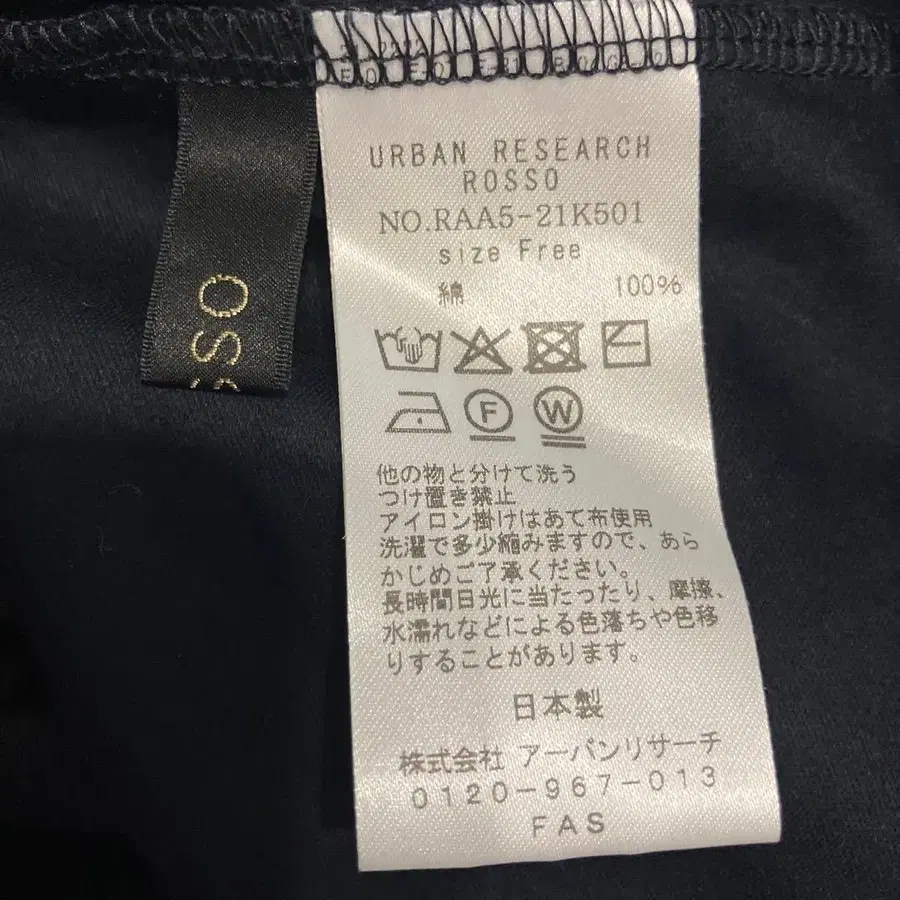 URBAN RESEARCH
ROSSO
NO.RAA5-21K501
size Free
綿 100%
F W
他の物と分けて洗う
つけ置き禁止
アイロン掛けはあて布使用
洗濯で多少縮みますので、あら
かじめご了承ください。
長時間日光に当たったり、摩擦、
水濡れなどによる色落ちや色移
りすることがあります。
日本製
株式会社 アーバンリサーチ
0120-967-013
FAS
SSO